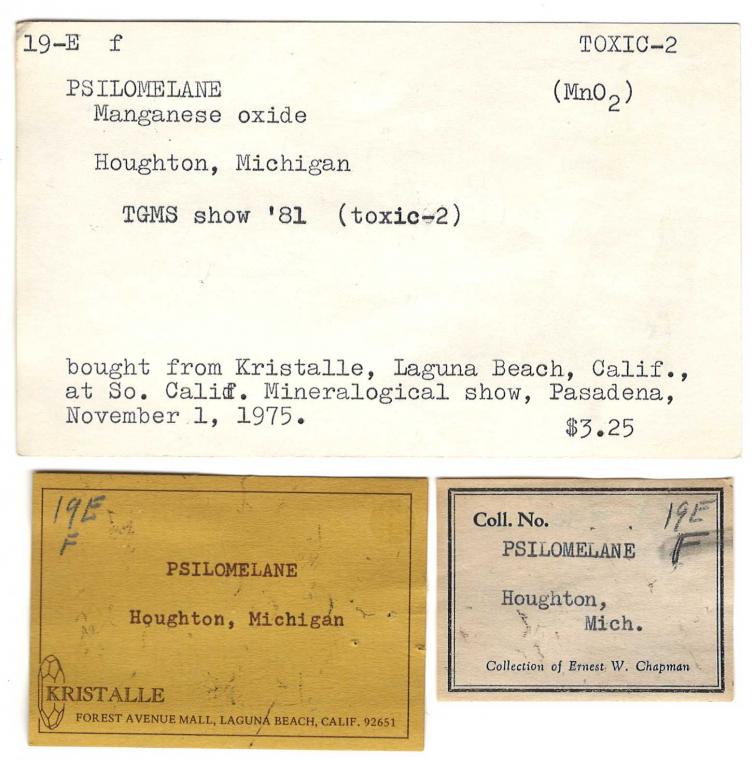 19-E f TOXIC-2
PSILOMELANE (MnO2)
Manganese oxide
Houghton, Michigan
TGMS show '81 (toxic-2)
bought from Kristalle, Laguna Beach, Calif.,
at So. Calif. Mineralogical show, Pasadena,
November 1, 1975.
$3.25
19E
F
PSILOMELANE
Houghton, Michigan
KRISTALLE
FOREST AVENUE MALL, LAGUNA BEACH, CALIF. 92651
Coll. No. 19E
F
PSILOMELANE
Houghton,
Mich.
Collection of Ernest W. Chapman